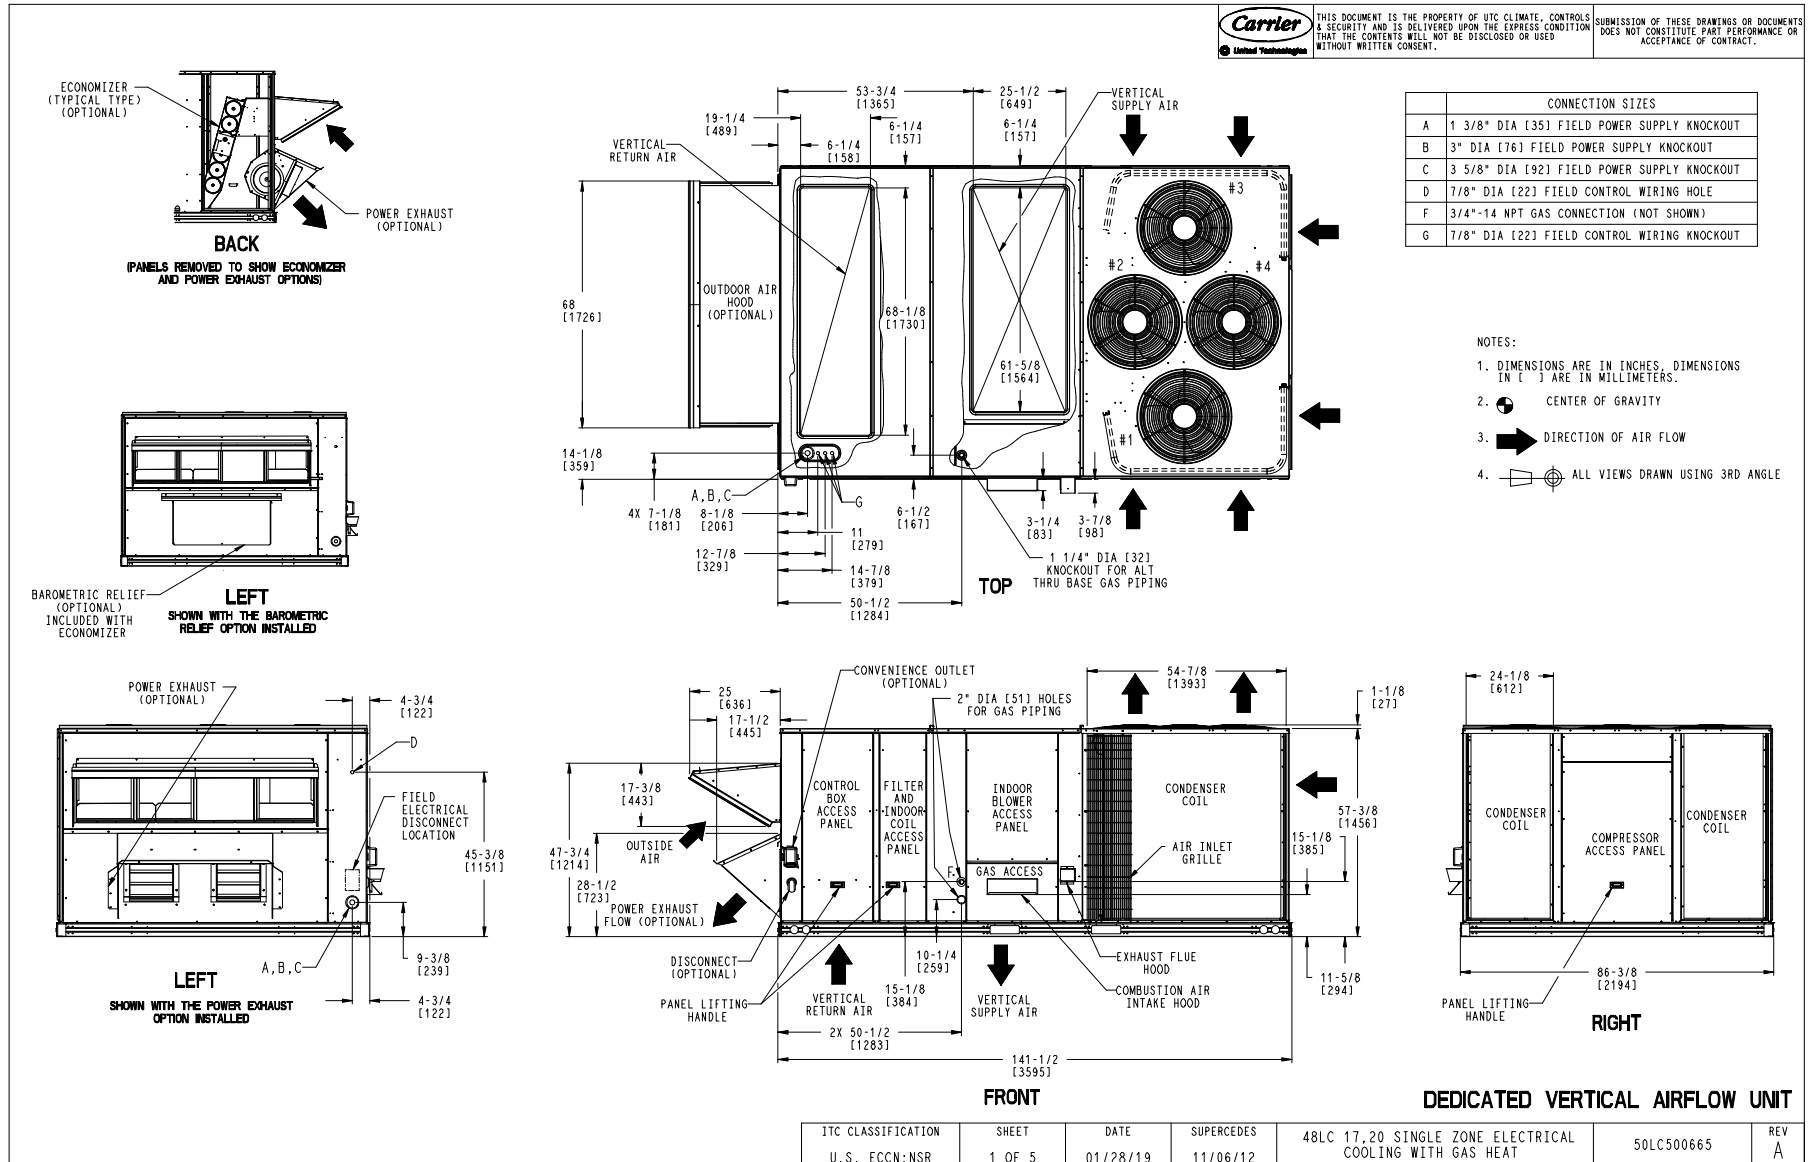 Carrier
United Technologies
THIS DOCUMENT IS THE PROPERTY OF UTC CLIMATE, CONTROLS
& SECURITY AND IS DELIVERED UPON THE EXPRESS CONDITION
THAT THE CONTENTS WILL NOT BE DISCLOSED OR USED
WITHOUT WRITTEN CONSENT.
SUBMISSION OF THESE DRAWINGS OR DOCUMENTS
DOES NOT CONSTITUTE PART PERFORMANCE OR
ACCEPTANCE OF CONTRACT.
ECONOMIZER
(TYPICAL TYPE)
(OPTIONAL)
POWER EXHAUST
(OPTIONAL)
BACK
(PANELS REMOVED TO SHOW ECONOMIZER
AND POWER EXHAUST OPTIONS)
53-3/4
[1365]
25-1/2
[649]
VERTICAL
SUPPLY AIR
19-1/4
[489]
6-1/4
[157]
6-1/4
[157]
6-1/4
[158]
VERTICAL
RETURN AIR
#3
#2
#4
#1
68
[1726]
OUTDOOR AIR
HOOD
(OPTIONAL)
68-1/8
[1730]
61-5/8
[1564]
14-1/8
[359]
A,B,C
G
4X 7-1/8
[181]
8-1/8
[206]
6-1/2
[167]
3-1/4
[83]
3-7/8
[98]
11
[279]
12-7/8
[329]
14-7/8
[379]
1 1/4" DIA [32]
KNOCKOUT FOR ALT
THRU BASE GAS PIPING
50-1/2
[1284]
TOP
CONNECTION SIZES
A 1 3/8" DIA [35] FIELD POWER SUPPLY KNOCKOUT
B 3" DIA [76] FIELD POWER SUPPLY KNOCKOUT
C 3 5/8" DIA [92] FIELD POWER SUPPLY KNOCKOUT
D 7/8" DIA [22] FIELD CONTROL WIRING HOLE
F 3/4"-14 NPT GAS CONNECTION (NOT SHOWN)
G 7/8" DIA [22] FIELD CONTROL WIRING KNOCKOUT
NOTES:
1. DIMENSIONS ARE IN INCHES, DIMENSIONS
IN [ ] ARE IN MILLIMETERS.
2. CENTER OF GRAVITY
3. DIRECTION OF AIR FLOW
4. ALL VIEWS DRAWN USING 3RD ANGLE
BAROMETRIC RELIEF
(OPTIONAL)
INCLUDED WITH
ECONOMIZER
LEFT
SHOWN WITH THE BAROMETRIC
RELIEF OPTION INSTALLED
POWER EXHAUST
(OPTIONAL)
4-3/4
[122]
D
FIELD
ELECTRICAL
DISCONNECT
LOCATION
45-3/8
[1151]
A,B,C
9-3/8
[239]
4-3/4
[122]
LEFT
SHOWN WITH THE POWER EXHAUST
OPTION INSTALLED
CONVENIENCE OUTLET
(OPTIONAL)
2" DIA [51] HOLES
FOR GAS PIPING
25
[636]
17-1/2
[445]
54-7/8
[1393]
1-1/8
[27]
17-3/8
[443]
OUTSIDE
AIR
47-3/4
[1214]
28-1/2
[723]
POWER EXHAUST
FLOW (OPTIONAL)
CONTROL
BOX
ACCESS
PANEL
FILTER
AND
INDOOR
COIL
ACCESS
PANEL
INDOOR
BLOWER
ACCESS
PANEL
CONDENSER
COIL
F
GAS ACCESS
AIR INLET
GRILLE
57-3/8
[1456]
15-1/8
[385]
DISCONNECT
(OPTIONAL)
PANEL LIFTING
HANDLE
VERTICAL
RETURN AIR
10-1/4
[259]
15-1/8
[384]
VERTICAL
SUPPLY AIR
EXHAUST FLUE
HOOD
COMBUSTION AIR
INTAKE HOOD
11-5/8
[294]
2X 50-1/2
[1283]
141-1/2
[3595]
FRONT
24-1/8
[612]
CONDENSER
COIL
COMPRESSOR
ACCESS PANEL
CONDENSER
COIL
86-3/8
[2194]
PANEL LIFTING
HANDLE
RIGHT
DEDICATED VERTICAL AIRFLOW UNIT
ITC CLASSIFICATION
U.S. ECCN:NSR
SHEET
1 OF 5
DATE
01/28/19
SUPERCEDES
11/06/12
48LC 17,20 SINGLE ZONE ELECTRICAL
COOLING WITH GAS HEAT
50LC500665
REV
A